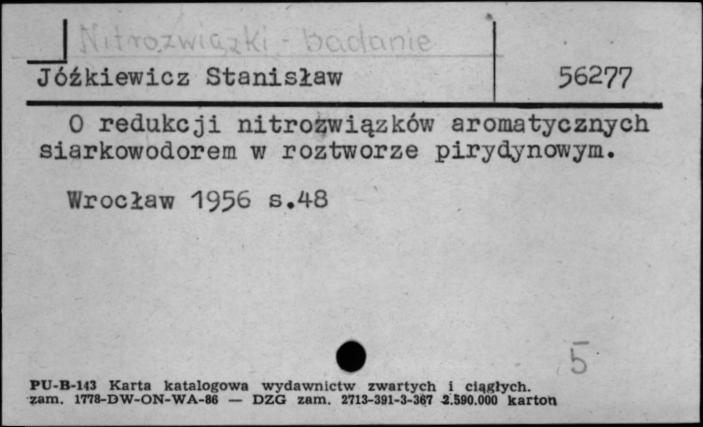 Nitrozwiązki - badanie
Jóźkiewicz Stanisław 56277
O redukcji nitrozwiązków aromatycznych
siarkowodorem w roztworze pirydynowym.
Wrocław 1956 s.48
5
PU-B-143 Karta katalogowa wydawnictw zwartych i ciągłych.
zam. 1778-DW-ON-WA-86 — DZG zam. 2713-391-3-367 2.590.000 karton